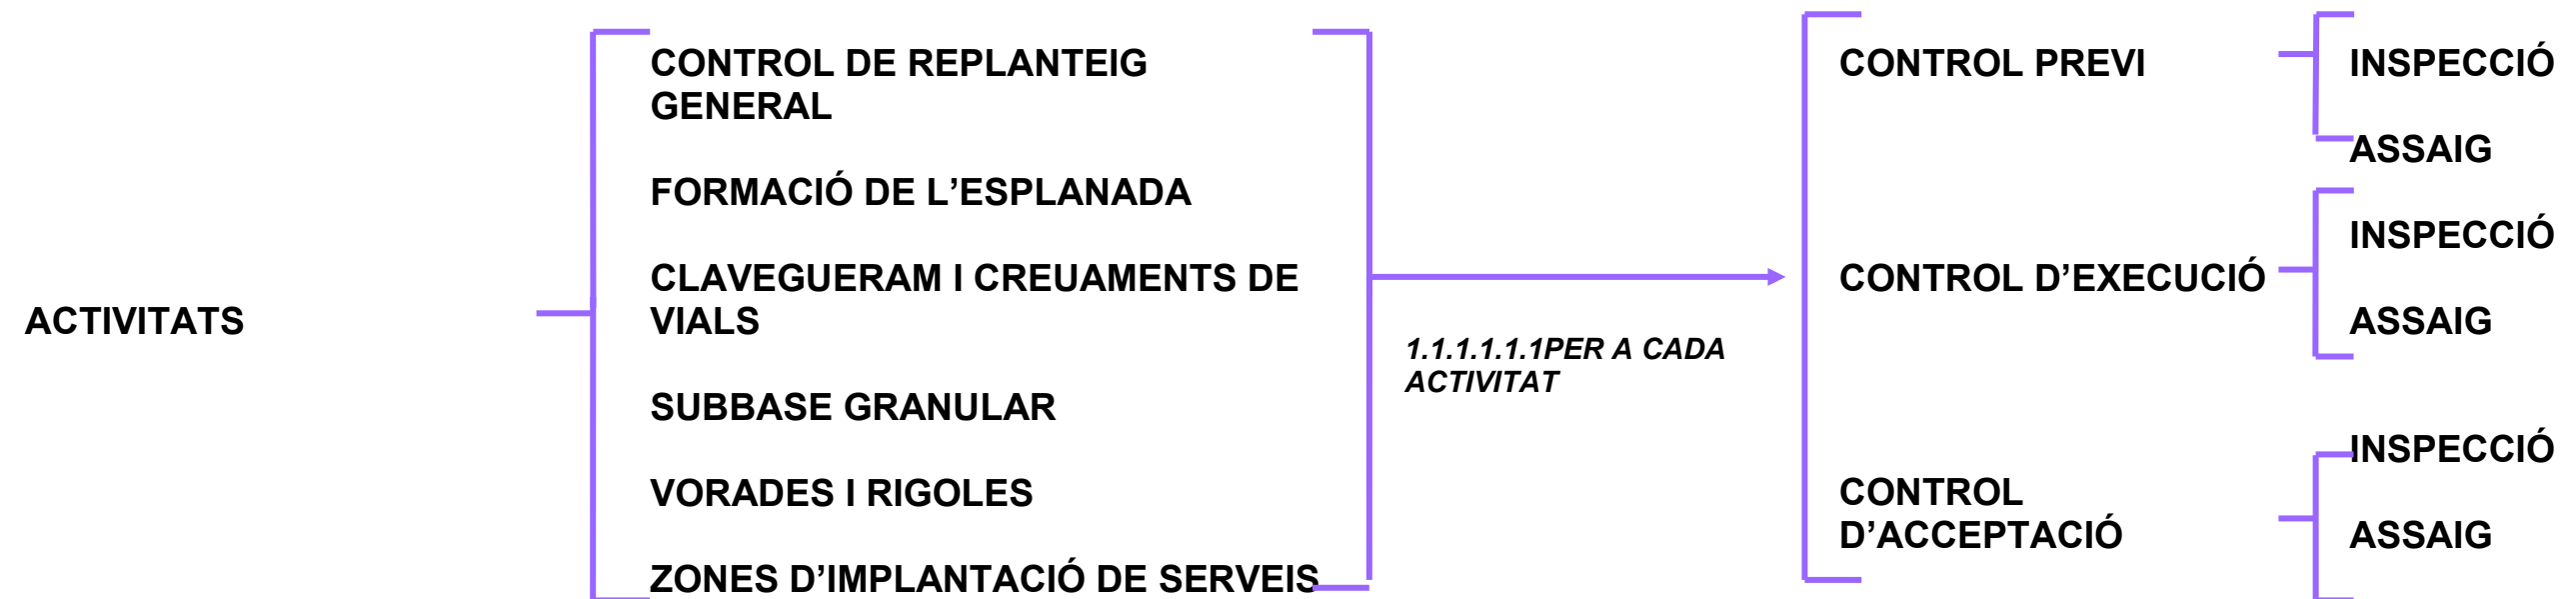 ACTIVITATS
CONTROL DE REPLANTEIG
GENERAL
FORMACIÓ DE L’ESPLANADA
CLAVEGUERAM I CREUAMENTS DE
VIALS
SUBBASE GRANULAR
VORADES I RIGOLES
ZONES D’IMPLANTACIÓ DE SERVEIS
1.1.1.1.1.1PER A CADA
ACTIVITAT
CONTROL PREVI
INSPECCIÓ
ASSAIG
CONTROL D’EXECUCIÓ
INSPECCIÓ
ASSAIG
CONTROL
D’ACCEPTACIÓ
INSPECCIÓ
ASSAIG